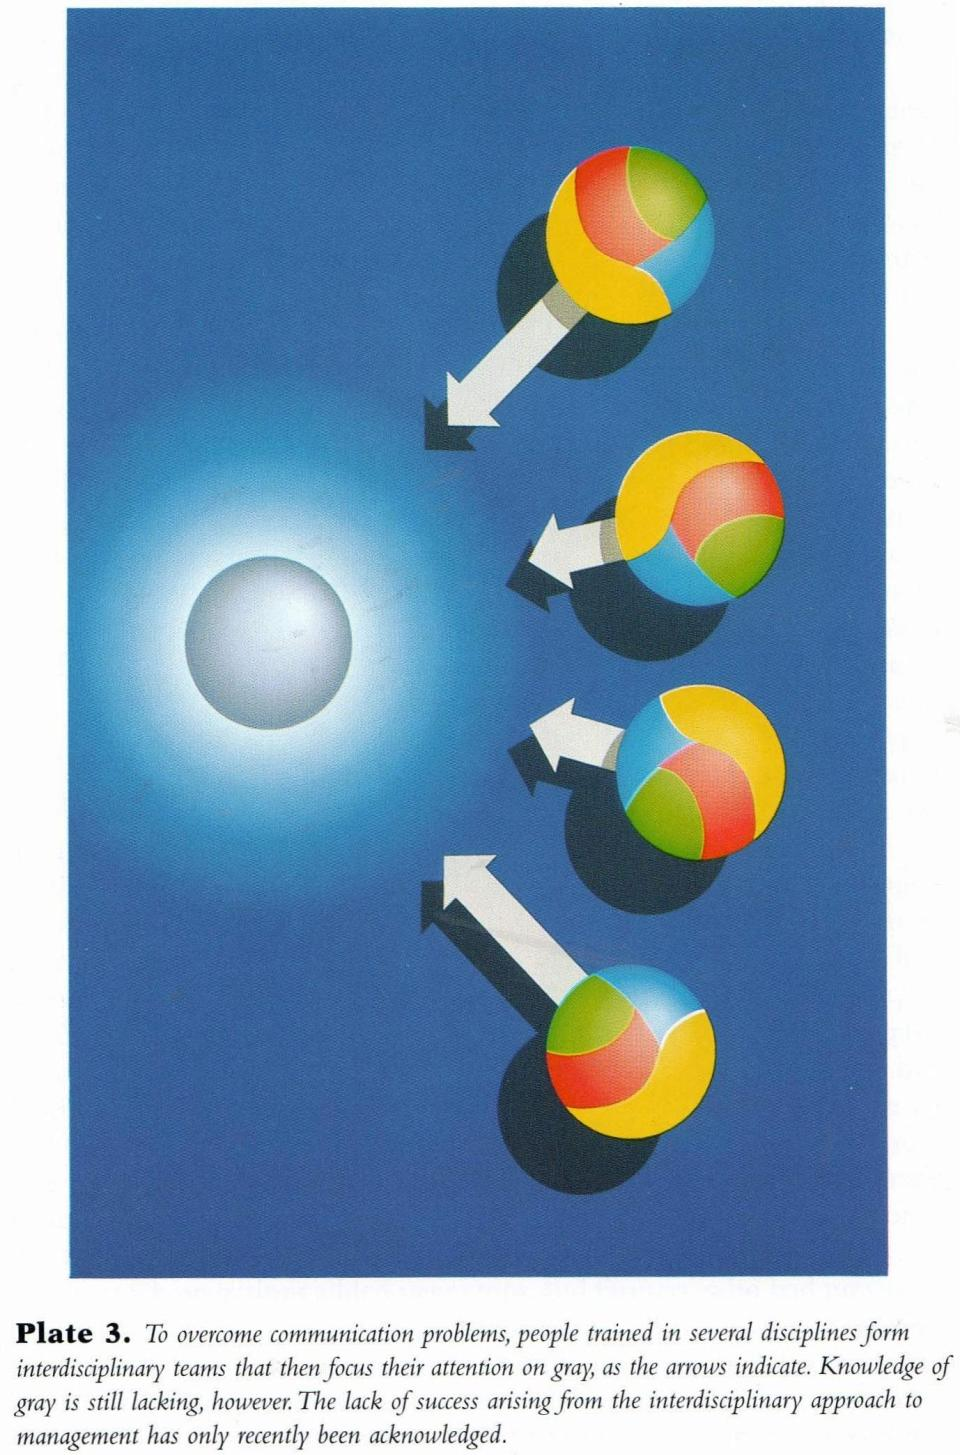 Plate 3. To overcome communication problems, people trained in several disciplines form
interdisciplinary teams that then focus their attention on gray, as the arrows indicate. Knowledge of
gray is still lacking, however. The lack of success arising from the interdisciplinary approach to
management has only recently been acknowledged.